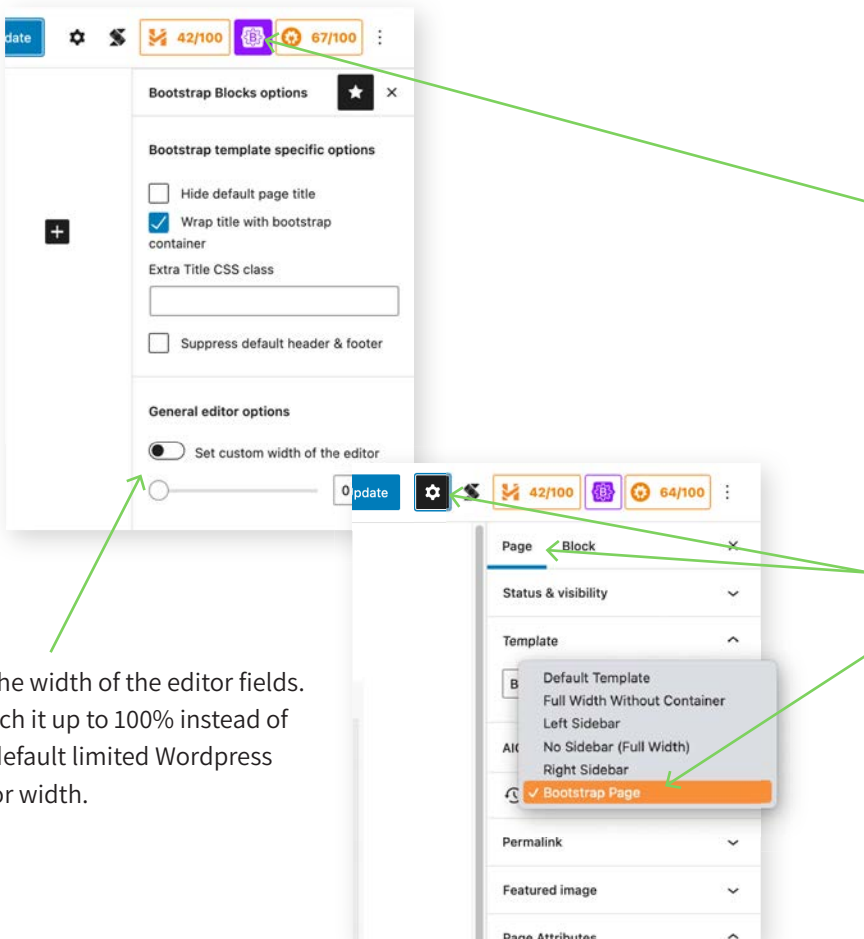 date
42/100
B
67/100
Bootstrap Blocks options
Bootstrap template specific options
Hide default page title
Wrap title with bootstrap
container
Extra Title CSS class
Suppress default header & footer
General editor options
Set custom width of the editor
0
pdate
42/100
B
64/100
Page Block
Status & visibility
Template
B
Default Template
Full Width Without Container
Left Sidebar
No Sidebar (Full Width)
Right Sidebar
✓ Bootstrap Page
Permalink
Featured image
Page Attributes
he width of the editor fields.
ch it up to 100% instead of
default limited Wordpress
or width.